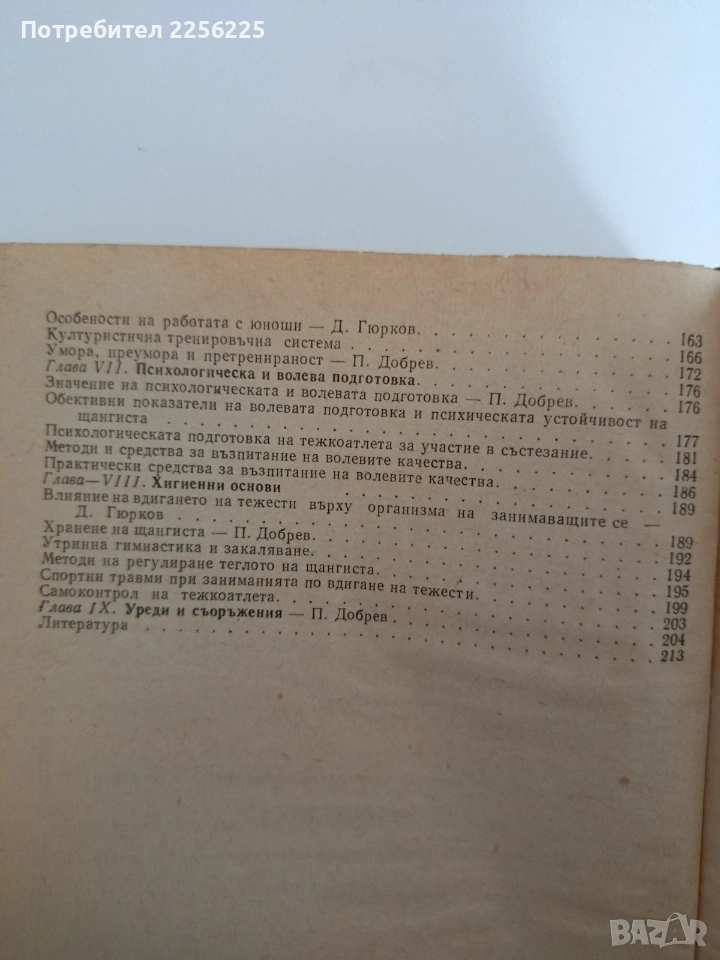 Потребител 2256225
Особености на работата с юноши — Д. Гюрков. 163
Културистична тренировъчна система 166
Умора, преумора и претренираност — П. Добрев. 172
Глава VII. Психологическа и волева подготовка. 176
Значение на психологическата и волевата подготовка — П. Добрев. 176
Обективни показатели на волевата подготовка и психическата устойчивост на
щангиста 177
Психологическата подготовка на тежкоатлета за участие в състезание. 181
Методи и средства за възпитание на волевите качества. 184
Практически средства за възпитание на волевите качества. 186
Глава—VIII. Хигиенни основи 189
Влияние на вдигането на тежести върху организма на занимаващите се —
Д. Гюрков 189
Хранене на щангиста — П. Добрев. 192
Утринна гимнастика и закаляване. 194
Методи на регулиране теглото на щангиста. 195
Спортни травми при заниманията по вдигане на тежести. 199
Самоконтрол на тежкоатлета. 203
Глава IX. Уреди и съоръжения — П. Добрев . 204
Литература 213
BAZAR